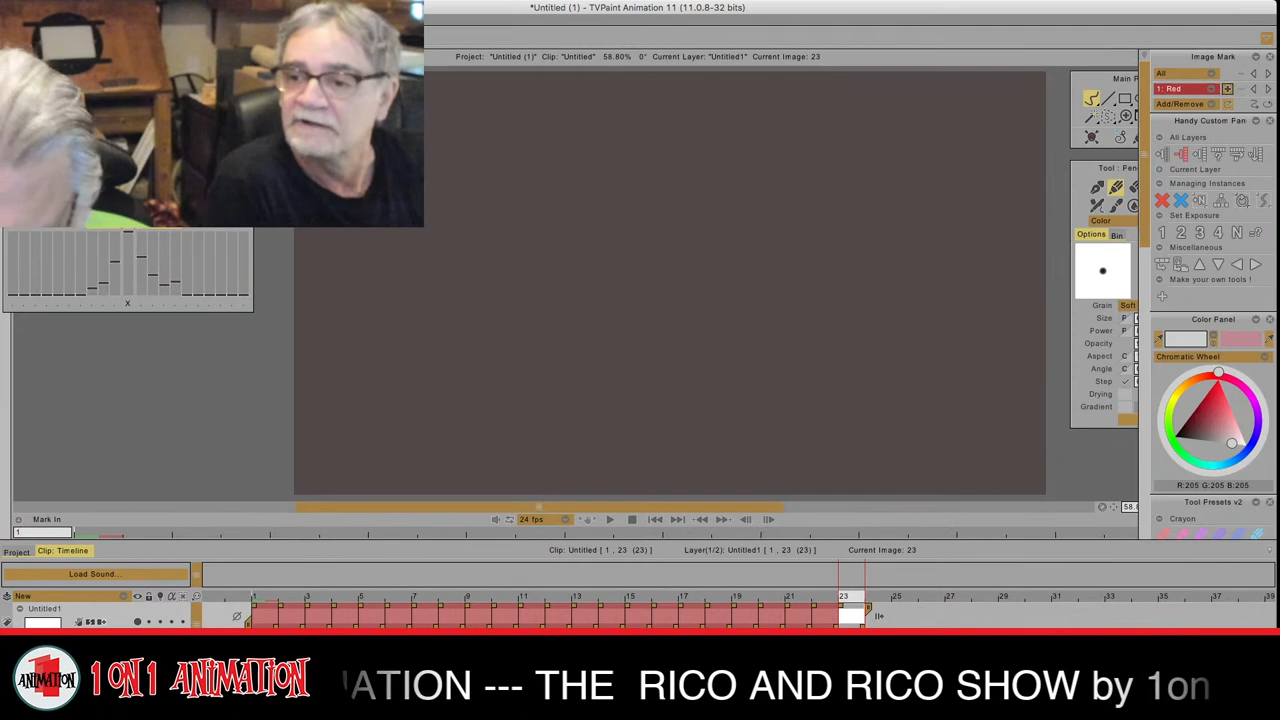 *Untitled (1) - TVPaint Animation 11 (11.0.8-32 bits)
Project: "Untitled (1)" Clip: "Untitled" 58.80% 0° Current Layer: "Untitled1" Current Image: 23
Image Mark
All
1: Red
Add/Remove
Main P
Handy Custom Pan
All Layers
Current Layer
Managing Instances
Set Exposure
1 2 3 4 N =?
Miscellaneous
Make your own tools !
Tool : Pen
Color
Options Bin
Grain Soft
Size P
Power P
Opacity
Aspect C
Angle C
Step
Drying
Gradient
Color Panel
Chromatic Wheel
R:205 G:205 B:205
Tool Presets v2
Crayon
X
24 fps
58.8
Mark In
1
Project Clip: Timeline
Clip: Untitled [ 1 , 23 (23) ] Layer(1/2): Untitled1 [ 1 , 23 (23) ] Current Image: 23
Load Sound...
New
1 3 5 7 9 11 13 15 17 19 21 23 25 27 29 31 33 35 37 39
Untitled1
ANIMATION
1 ON 1 ANIMATION
ATION --- THE RICO AND RICO SHOW by 1on